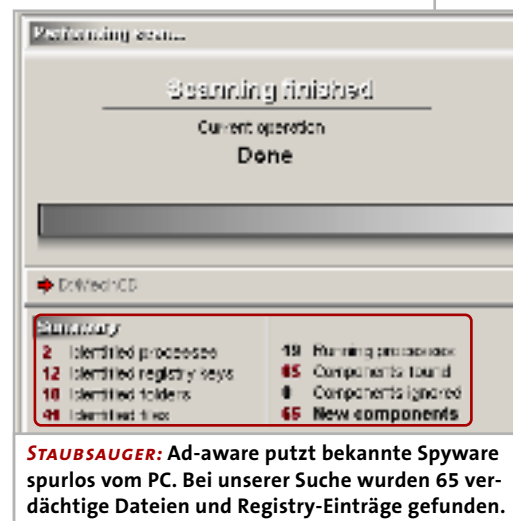 Performing scan...
Scanning finished
Current operation
Done
Summary
2 Identified processes
12 Identified registry keys
10 Identified folders
41 Identified files
19 Running processes
65 Components found
0 Components ignored
65 New components
STAUBSAUGER: Ad-aware putzt bekannte Spyware
spurlos vom PC. Bei unserer Suche wurden 65 ver-
dächtige Dateien und Registry-Einträge gefunden.